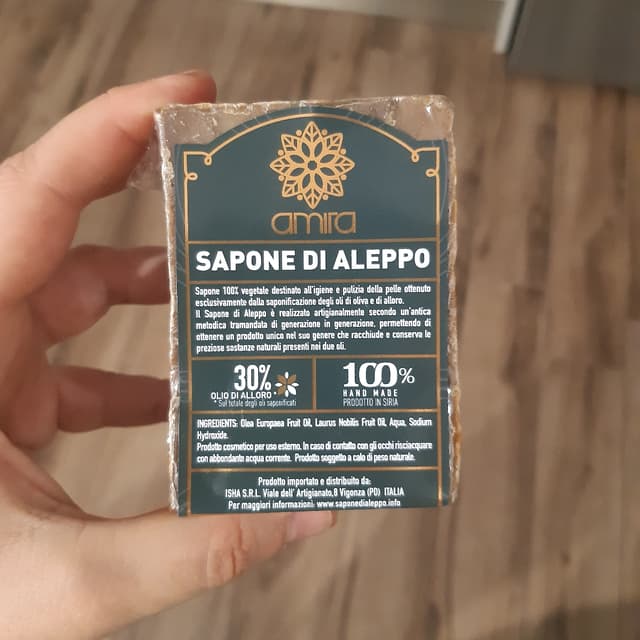 amira
SAPONE DI ALEPPO
Sapone 100% vegetale destinato all'igiene e pulizia della pelle ottenuto
esclusivamente dalla saponificazione degli oli di oliva e di alloro.
Il Sapone di Aleppo è realizzato artigianalmente secondo un'antica
metodica tramandata di generazione in generazione, permettendo di
ottenere un prodotto unico nel suo genere che racchiude e conserva le
preziose sostanze naturali presenti nei due oli.
30%
OLIO DI ALLORO
* Sul totale degli oli saponificati
100%
HAND MADE
PRODOTTO IN SIRIA
INGREDIENTS: Olea Europaea Fruit Oil, Laurus Nobilis Fruit Oil, Aqua, Sodium
Hydroxide.
Prodotto cosmetico per uso esterno. In caso di contatto con gli occhi risciacquare
con abbondante acqua corrente. Prodotto soggetto a calo di peso naturale.
Prodotto importato e distribuito da:
ISHA S.R.L. Viale dell' Artigianato,8 Vigonza (PD) ITALIA
Per maggiori informazioni: www.saponedialeppo.info